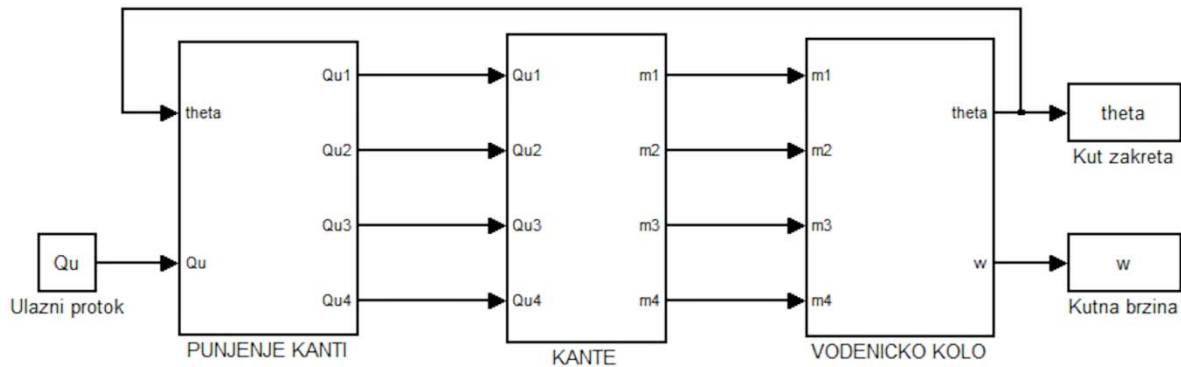 theta
Qu
Qu1
Qu2
Qu3
Qu4
PUNJENJE KANTI
Qu
Ulazni protok
Qu1
Qu2
Qu3
Qu4
m1
m2
m3
m4
KANTE
m1
m2
m3
m4
theta
w
VODENICKO KOLO
theta
Kut zakreta
w
Kutna brzina